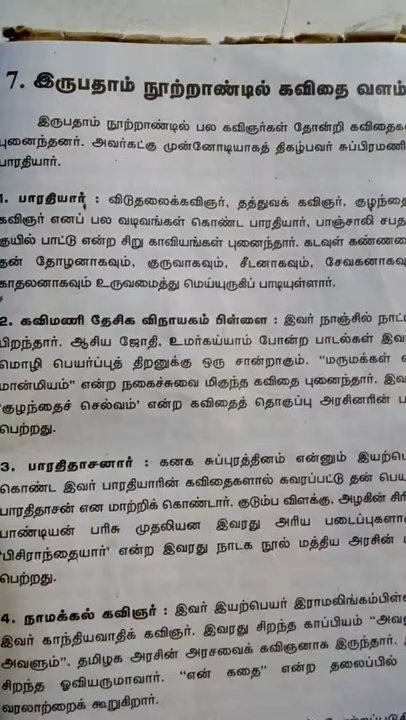 7. இருபதாம் நூற்றாண்டில் கவிதை வளம்
இருபதாம் நூற்றாண்டில் பல கவிஞர்கள் தோன்றி
புனைந்தனர். அவர்கட்கு முன்னோடியாகத் திகழ்பவர் சுப்பிரமணி
பாரதியார்.
1. பாரதியார் : விடுதலைக்கவிஞர், தத்துவக் கவிஞர், குழந்தை
கவிஞர் எனப் பல வடிவங்கள் கொண்ட பாரதியார், பாஞ்சாலி சபத
குயில் பாட்டு என்ற சிறு காவியங்கள் புனைந்தார். கடவுள் கண்ணனை
தன் தோழனாகவும், குருவாகவும், சீடனாகவும், சேவகனாகவு
காதலனாகவும் உருவமைத்து மெய்யுருகிப் பாடியுள்ளார்.
2. கவிமணி தேசிக விநாயகம் பிள்ளை : இவர் நாஞ்சில் நாட்
பிறந்தார். ஆசிய ஜோதி, உமர்கய்யாம் போன்ற பாடல்கள் இவ
மொழி பெயர்ப்புத் திறனுக்கு ஒரு சான்றாகும். “மருமக்கள்
மான்மியம்” என்ற நகைச்சுவை மிகுந்த கவிதை புனைந்தார். இவ
‘குழந்தைச் செல்வம்’ என்ற கவிதைத் தொகுப்பு அரசினரின் ப
பெற்றது.
3. பாரதிதாசனார் : கனக சுப்புரத்தினம் என்னும் இயற்பெ
கொண்ட இவர் பாரதியாரின் கவிதைகளால் கவரப்பட்டு தன் பெய
பாரதிதாசன் என மாற்றிக் கொண்டார். குடும்ப விளக்கு, அழகின் சிரி
பாண்டியன் பரிசு முதலியன இவரது அரிய படைப்புகளா
‘பிசிராந்தையார்’ என்ற இவரது நாடக நூல் மத்திய அரசின்
பெற்றது.
4. நாமக்கல் கவிஞர் : இவர் இயற்பெயர் இராமலிங்கம்பிள்
இவர் காந்தியவாதிக் கவிஞர். இவரது சிறந்த காப்பியம் “அவ
அவளும்”. தமிழக அரசின் அரசவைக் கவிஞனாக இருந்தார்.
சிறந்த ஓவியருமாவார். “என் கதை” என்ற தலைப்பில்
வரலாற்றைக் கூறுகிறார்.